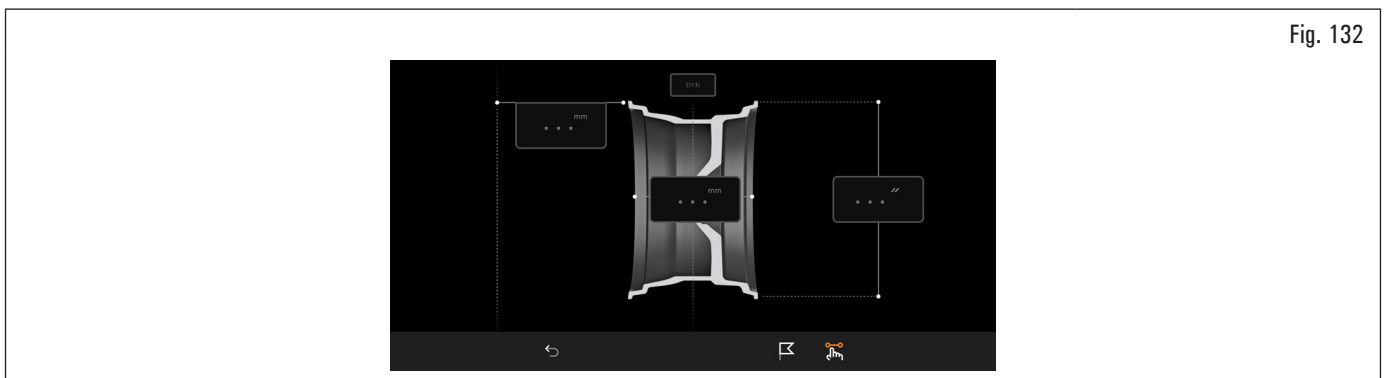 Fig. 132
DYN
mm
. . .
mm
. . .
〃
. . .